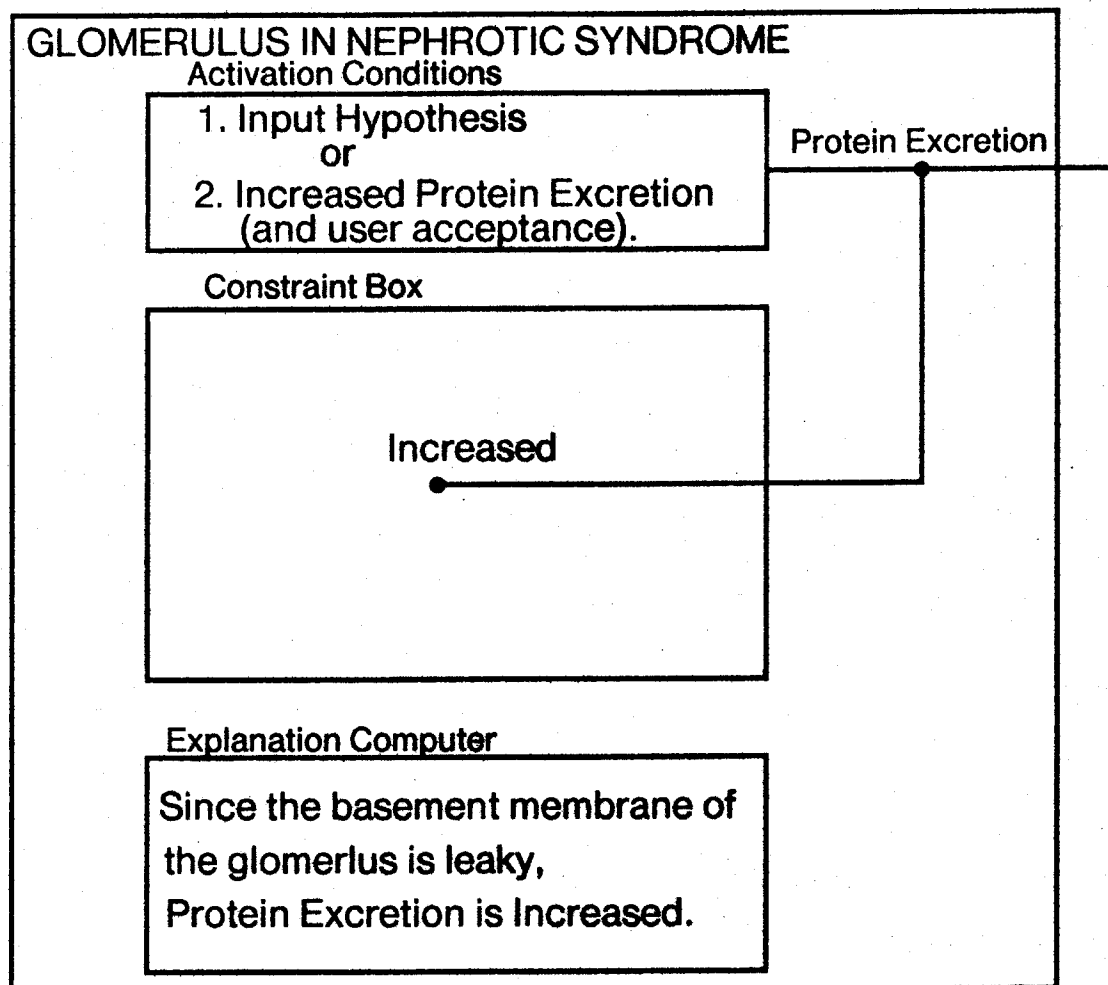 GLOMERULUS IN NEPHROTIC SYNDROME
Activation Conditions
1. Input Hypothesis
or
2. Increased Protein Excretion
(and user acceptance).
Protein Excretion
Constraint Box
Increased
Explanation Computer
Since the basement membrane of
the glomerlus is leaky,
Protein Excretion is Increased.